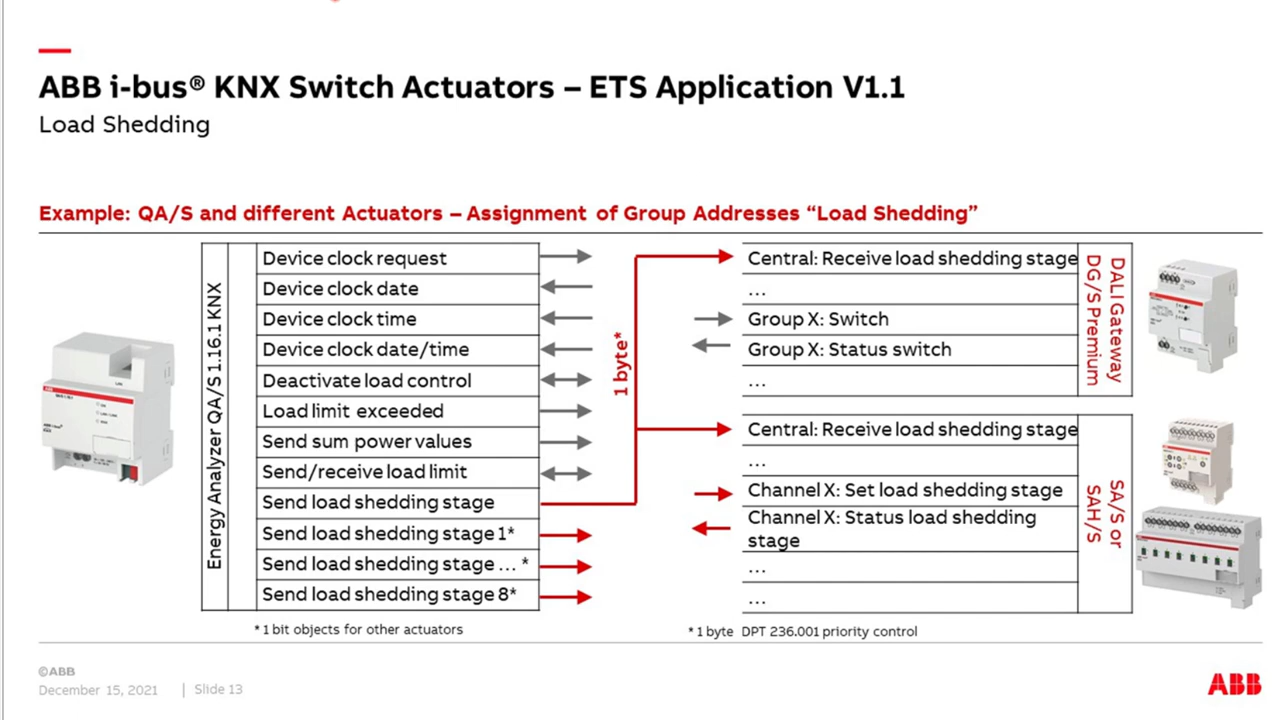 ABB i-bus® KNX Switch Actuators – ETS Application V1.1
Load Shedding
Example: QA/S and different Actuators – Assignment of Group Addresses “Load Shedding”
Energy Analyzer QA/S 1.16.1 KNX
Device clock request
Device clock date
Device clock time
Device clock date/time
Deactivate load control
Load limit exceeded
Send sum power values
Send/receive load limit
Send load shedding stage
Send load shedding stage 1*
Send load shedding stage ... *
Send load shedding stage 8*
* 1 bit objects for other actuators
1 byte*
Central: Receive load shedding stage
...
Group X: Switch
Group X: Status switch
...
DALI Gateway
DG/S Premium
Central: Receive load shedding stage
...
Channel X: Set load shedding stage
Channel X: Status load shedding
stage
...
...
SA/S or
SAH/S
* 1 byte DPT 236.001 priority control
©ABB
December 15, 2021 | Slide 13
ABB